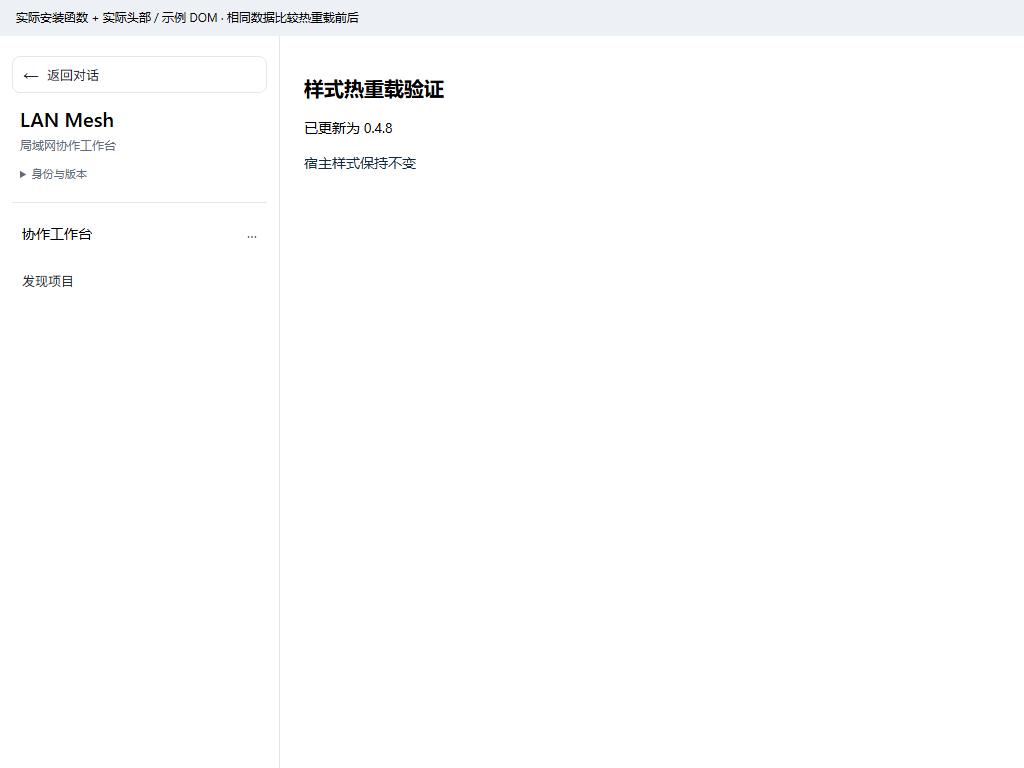 实际安装函数 + 实际头部 / 示例 DOM · 相同数据比较热重载前后
← 返回对话
LAN Mesh
局域网协作工作台
▶ 身份与版本
协作工作台 ...
发现项目
样式热重载验证
已更新为 0.4.8
宿主样式保持不变